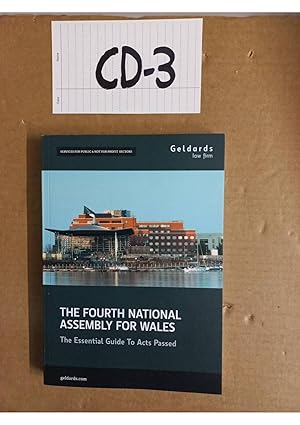 CD-3
SERVICES FOR PUBLIC & NOT FOR PROFIT SECTORS
Geldards
law firm
THE FOURTH NATIONAL
ASSEMBLY FOR WALES
The Essential Guide To Acts Passed
geldards.com